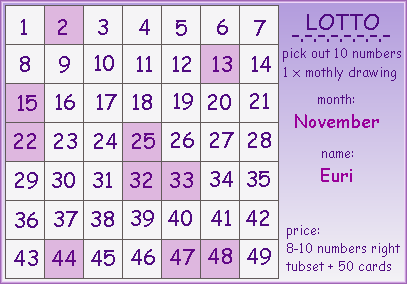 1 2 3 4 5 6 7
8 9 10 11 12 13 14
15 16 17 18 19 20 21
22 23 24 25 26 27 28
29 30 31 32 33 34 35
36 37 38 39 40 41 42
43 44 45 46 47 48 49
LOTTO
pick out 10 numbers
1 x mothly drawing
month:
November
name:
Euri
price:
8-10 numbers right
tubset + 50 cards